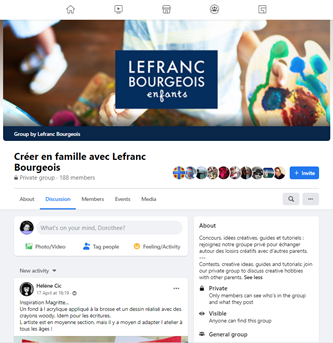 LEFRANC
BOURGEOIS
enfants
Group by Lefranc Bourgeois
Créer en famille avec Lefranc
Bourgeois
Private group · 188 members
+ Invite
About
Discussion
Members
Events
Media
What's on your mind, Dorothee?
Photo/Video
Tag people
Feeling/Activity
New activity
Hélène Cic
17 April at 16:19
Inspiration Magritte...
Un fond à l acrylique appliqué à la brosse et un dessin réalisé avec des
crayons woody. Idem pour les écritures.
L artiste est en moyenne section, mais il y a moyen d adapter l atelier à
tous les âges !
About
Concours, idées créatives, guides et tutoriels :
rejoignez notre groupe privé pour échanger
autour des loisirs créatifs avec d'autres parents.
---
Contests, creative ideas, guides and tutorials: join
our private group to discuss creative hobbies
with other parents. See less
Private
Only members can see who's in the group
and what they post
Visible
Anyone can find this group
General group